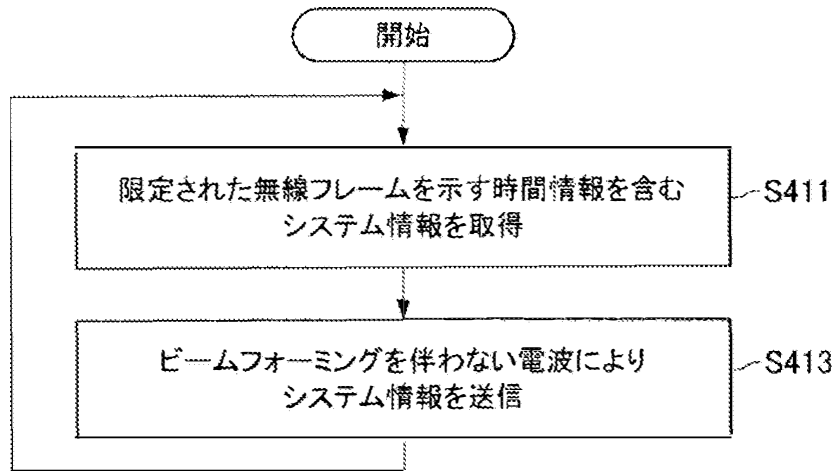 開始
限定された無線フレームを示す時間情報を含む
システム情報を取得
S411
ビームフォーミングを伴わない電波により
システム情報を送信
S413